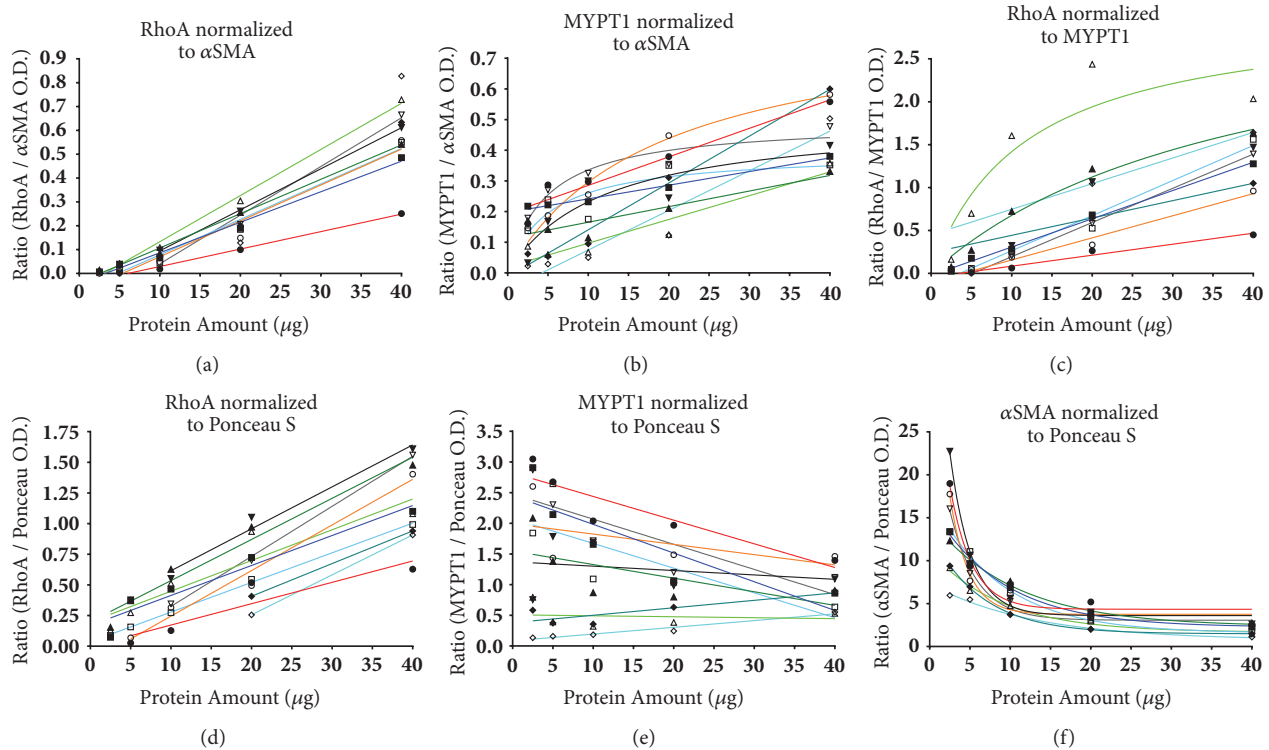 RhoA normalized
to αSMA
Ratio (RhoA / αSMA O.D.)
0.9
0.8
0.7
0.6
0.5
0.4
0.3
0.2
0.1
0.0
0 5 10 15 20 25 30 35 40
Protein Amount (μg)
(a)
MYPT1 normalized
to αSMA
Ratio (MYPT1 / αSMA O.D.)
0.7
0.6
0.5
0.4
0.3
0.2
0.1
0.0
0 5 10 15 20 25 30 35 40
Protein Amount (μg)
(b)
RhoA normalized
to MYPT1
Ratio (RhoA/ MYPT1 O.D.)
2.5
2.0
1.5
1.0
0.5
0.0
0 5 10 15 20 25 30 35 40
Protein Amount (μg)
(c)
RhoA normalized
to Ponceau S
Ratio (RhoA / Ponceau O.D.)
1.75
1.50
1.25
1.00
0.75
0.50
0.25
0.00
0 5 10 15 20 25 30 35 40
Protein Amount (μg)
(d)
MYPT1 normalized
to Ponceau S
Ratio (MYPT1 / Ponceau O.D.)
3.5
3.0
2.5
2.0
1.5
1.0
0.5
0.0
0 5 10 15 20 25 30 35 40
Protein Amount (μg)
(e)
αSMA normalized
to Ponceau S
Ratio (αSMA / Ponceau O.D.)
25
20
15
10
5
0
0 5 10 15 20 25 30 35 40
Protein Amount (μg)
(f)